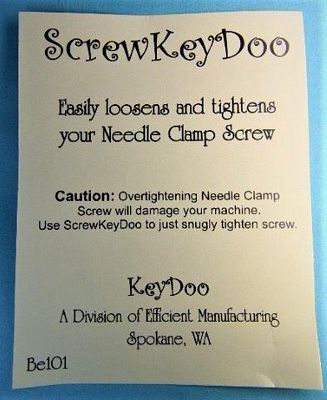 ScrewKeyDoo
Easily loosens and tightens
your Needle Clamp Screw
Caution: Overtightening Needle Clamp
Screw will damage your machine.
Use ScrewKeyDoo to just snugly tighten screw.
KeyDoo
A Division of Efficient Manufacturing
Spokane, WA
Be101